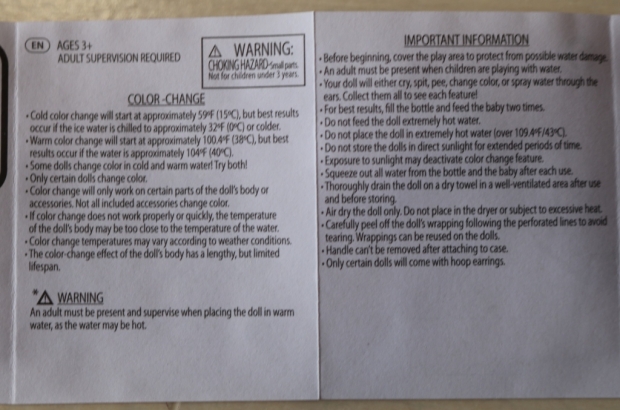 EN AGES 3+
ADULT SUPERVISION REQUIRED
WARNING:
CHOKING HAZARD-Small parts.
Not for children under 3 years.
COLOR-CHANGE
• Cold color change will start at approximately 59ºF (15ºC), but best results
occur if the ice water is chilled to approximately 32ºF (0ºC) or colder.
• Warm color change will start at 100.4ºF (38ºC), but best
results occur if the water is approximately 104ºF (40ºC).
• Some dolls change color in cold and warm water! Try both!
• Only certain dolls change color.
• Color change will only work on certain parts of the doll's body or
accessories. Not all included accessories change color.
• If color change does not work properly or quickly, the temperature
of the doll's body may be too close to the temperature of the water.
• Color change temperatures may vary according to weather conditions.
• The color-change effect of the doll's body has a lengthy, but limited
lifespan.
* WARNING
An adult must be present and supervise when placing the doll in warm
water, as the water may be hot.
IMPORTANT INFORMATION
• Before beginning, cover the play area to protect from possible water damage.
• An adult must be present when children are playing with water.
• Your doll will either cry, spit, pee, change color, or spray water through the
ears. Collect them all to see each feature!
• For best results, fill the bottle and feed the baby two times.
• Do not feed the doll extremely hot water.
• Do not place the doll in extremely hot water (over 109.4ºF/43ºC).
• Do not store the dolls in direct sunlight for extended periods of time.
• Exposure to sunlight may deactivate color change feature.
• Squeeze out all water from the bottle and the baby after each use.
• Thoroughly drain the doll on a dry towel in a well-ventilated area after use
and before storing.
• Air dry the doll only. Do not place in the dryer or subject to excessive heat.
• Carefully peel off the doll's wrapping following the perforated lines to avoid
tearing. Wrappings can be reused on the dolls.
• Handle can't be removed after attaching to case.
• Only certain dolls will come with hoop earrings.